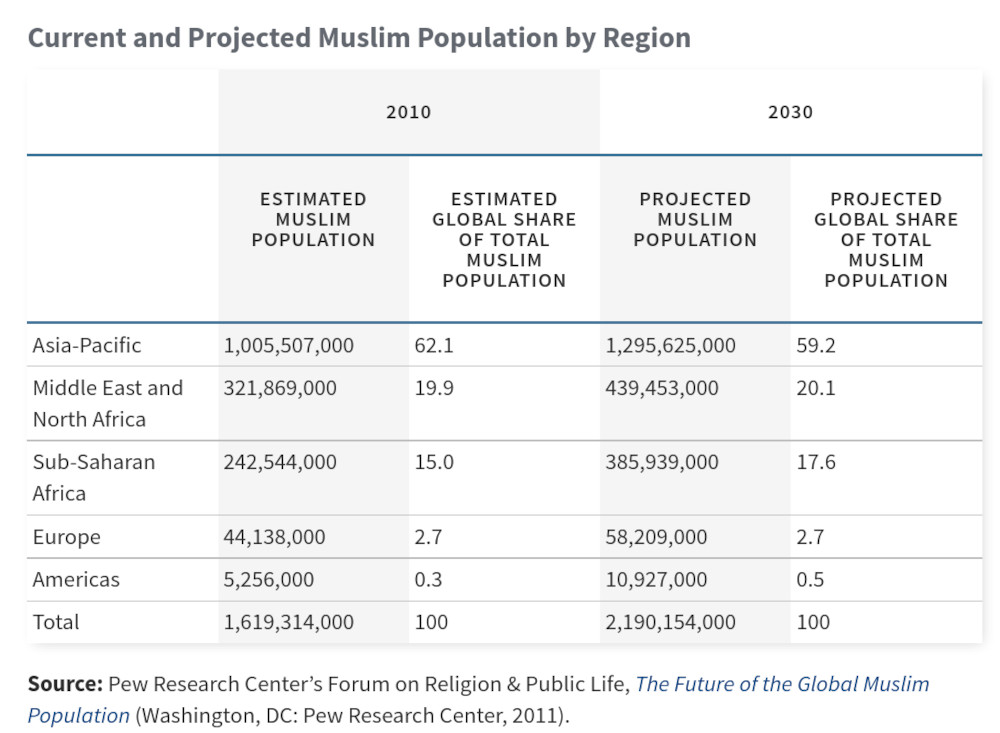 Current and Projected Muslim Population by Region
2010 2030
ESTIMATED MUSLIM POPULATION ESTIMATED GLOBAL SHARE OF TOTAL MUSLIM POPULATION PROJECTED MUSLIM POPULATION PROJECTED GLOBAL SHARE OF TOTAL MUSLIM POPULATION
Asia-Pacific 1,005,507,000 62.1 1,295,625,000 59.2
Middle East and 321,869,000 19.9 439,453,000 20.1
North Africa
Sub-Saharan 242,544,000 15.0 385,939,000 17.6
Africa
Europe 44,138,000 2.7 58,209,000 2.7
Americas 5,256,000 0.3 10,927,000 0.5
Total 1,619,314,000 100 2,190,154,000 100
Source: Pew Research Center’s Forum on Religion & Public Life, The Future of the Global Muslim
Population (Washington, DC: Pew Research Center, 2011).